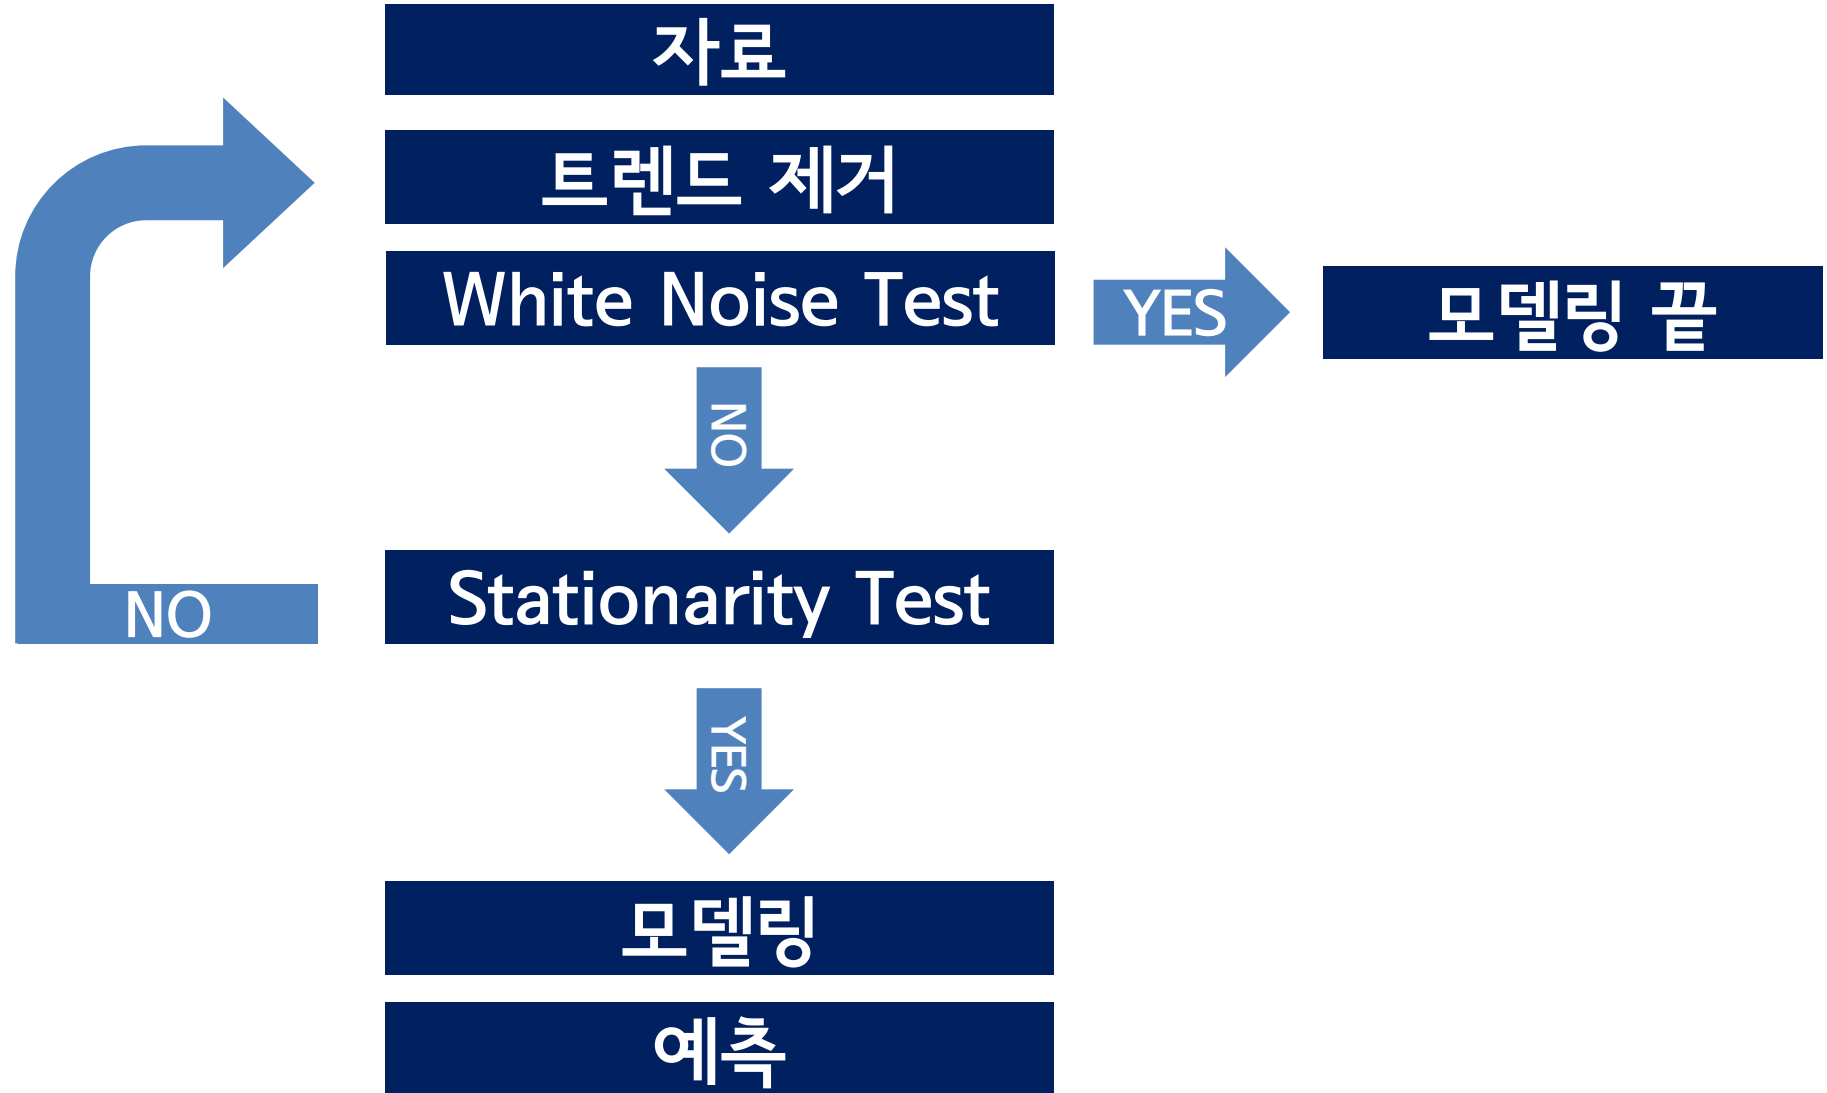 자료
트렌드 제거
White Noise Test
YES
모델링 끝
NO
Stationarity Test
NO
YES
모델링
예측